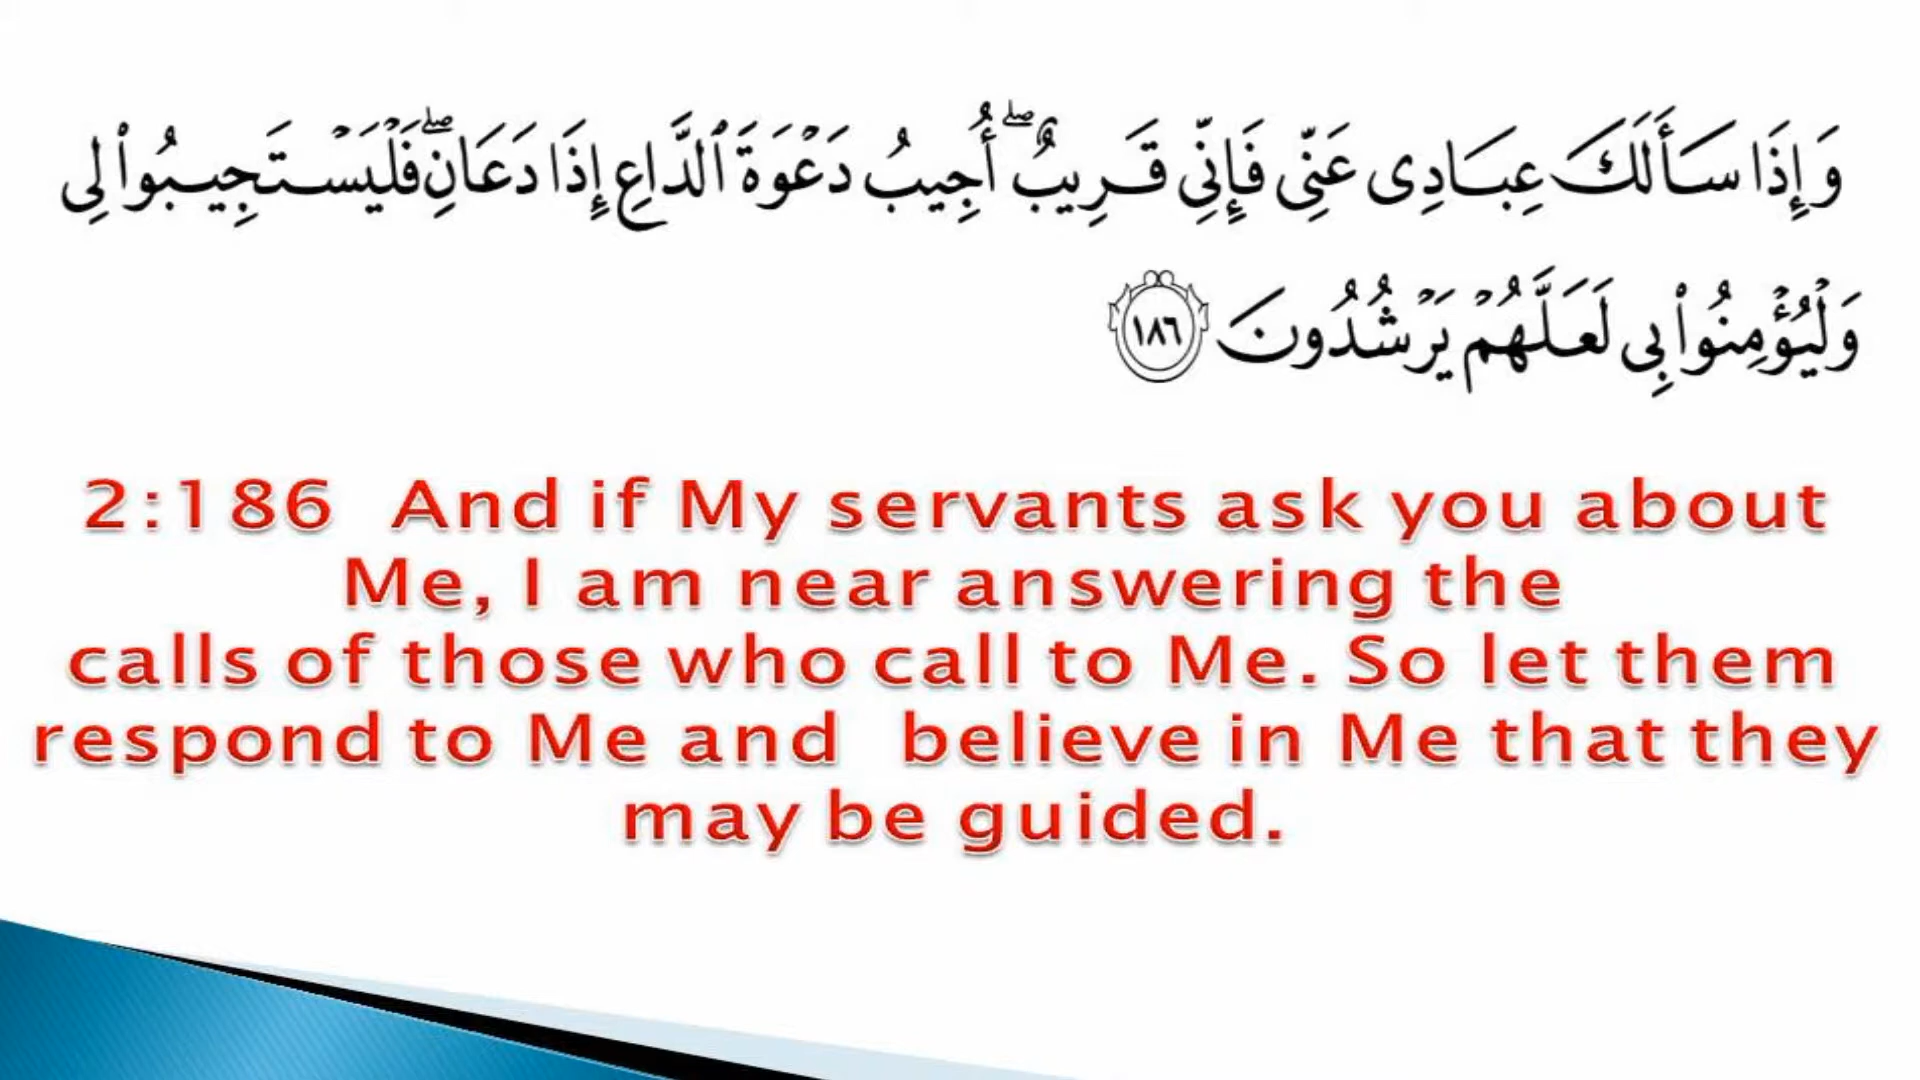 وَإِذَا سَأَلَكَ عِبَادِى عَنِّى فَإِنِّى قَرِيبٌ ۖ أُجِيبُ دَعْوَةَ ٱلدَّاعِ إِذَا دَعَانِ ۖ فَلْيَسْتَجِيبُوا۟ لِى
وَلْيُؤْمِنُوا۟ بِى لَعَلَّهُمْ يَرْشُدُونَ ١٨٦
2:186 And if My servants ask you about
Me, I am near answering the
calls of those who call to Me. So let them
respond to Me and believe in Me that they
may be guided.